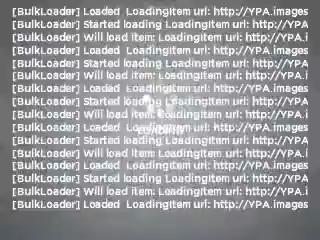 [BulkLoader] Loaded LoadingItem url: http://YPA.images
[BulkLoader] Started loading LoadingItem url: http://YPA
[BulkLoader] Will load item: LoadingItem url: http://YPA.i
[BulkLoader] Loaded LoadingItem url: http://YPA.images
[BulkLoader] Started loading LoadingItem url: http://YPA
[BulkLoader] Will load item: LoadingItem url: http://YPA.i
[BulkLoader] Loaded LoadingItem url: http://YPA.images
[BulkLoader] Started loading LoadingItem url: http://YPA
[BulkLoader] Will load item: LoadingItem url: http://YPA.i
[BulkLoader] Loaded LoadingItem url: http://YPA.images
[BulkLoader] Started loading LoadingItem url: http://YPA
[BulkLoader] Will load item: LoadingItem url: http://YPA.i
[BulkLoader] Loaded LoadingItem url: http://YPA.images
[BulkLoader] Started loading LoadingItem url: http://YPA
[BulkLoader] Will load item: LoadingItem url: http://YPA.i
[BulkLoader] Loaded LoadingItem url: http://YPA.images